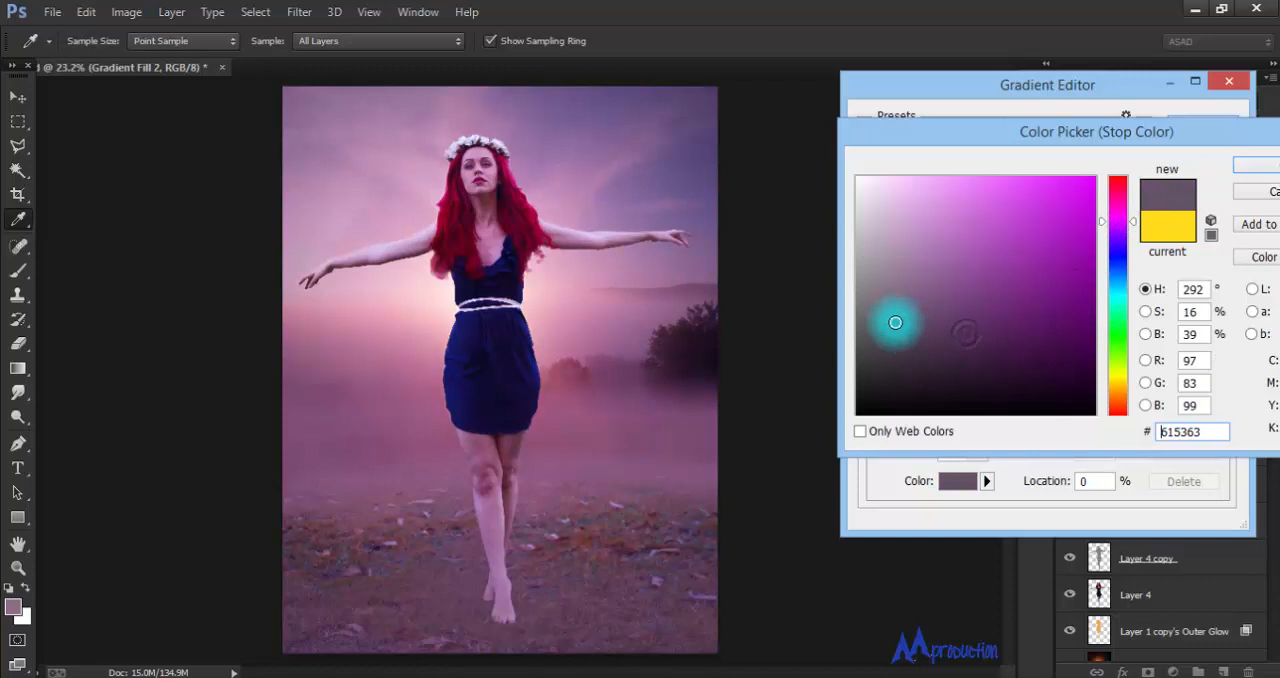 Ps File Edit Image Layer Type Select Filter 3D View Window Help
Sample Size: Point Sample Sample: All Layers Show Sampling Ring ASAD
@ 23.2% (Gradient Fill 2, RGB/8) *
Gradient Editor
Presets
Color Picker (Stop Color)
new
Add to
current
Color
H: 292 ° L:
S: 16 % a:
B: 39 % b:
R: 97 C:
G: 83 M:
B: 99 Y:
Only Web Colors # 615363 K:
Color: Location: 0 % Delete
Layer 4 copy
Layer 4
Layer 1 copy's Outer Glow
production
Doc: 15.0M/134.9M